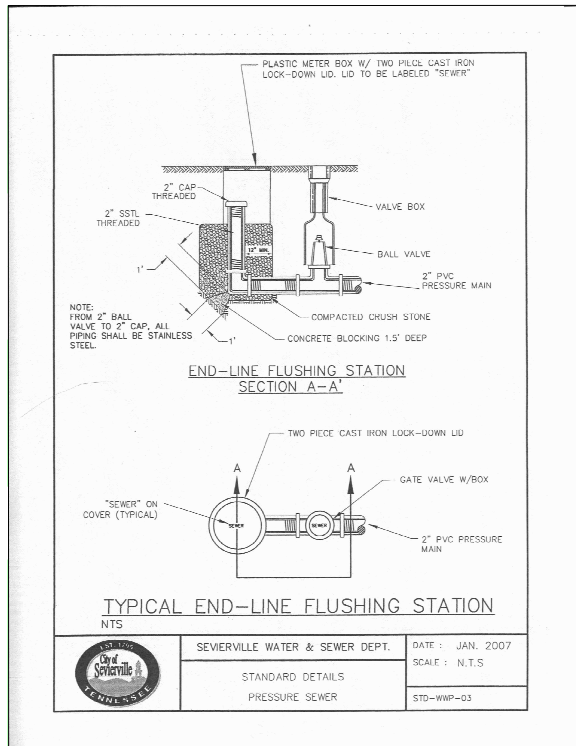 PLASTIC METER BOX W/ TWO PIECE CAST IRON
LOCK-DOWN LID. LID TO BE LABELED "SEWER"
2" CAP
THREADED
2" SSTL
THREADED
VALVE BOX
12" MIN.
BALL VALVE
1'
2" PVC
PRESSURE MAIN
NOTE:
FROM 2" BALL
VALVE TO 2" CAP, ALL
PIPING SHALL BE STAINLESS
STEEL.
COMPACTED CRUSH STONE
1'
CONCRETE BLOCKING 1.5' DEEP
END-LINE FLUSHING STATION
SECTION A-A'
TWO PIECE CAST IRON LOCK-DOWN LID
A
A
GATE VALVE W/BOX
"SEWER" ON
COVER (TYPICAL)
SEWER
SEWER
2" PVC PRESSURE
MAIN
TYPICAL END-LINE FLUSHING STATION
NTS
EST. 1795
City of
Sevierville
TENNESSEE
SEVIERVILLE WATER & SEWER DEPT.
STANDARD DETAILS
PRESSURE SEWER
DATE : JAN. 2007
SCALE : N.T.S
STD-WWP-03